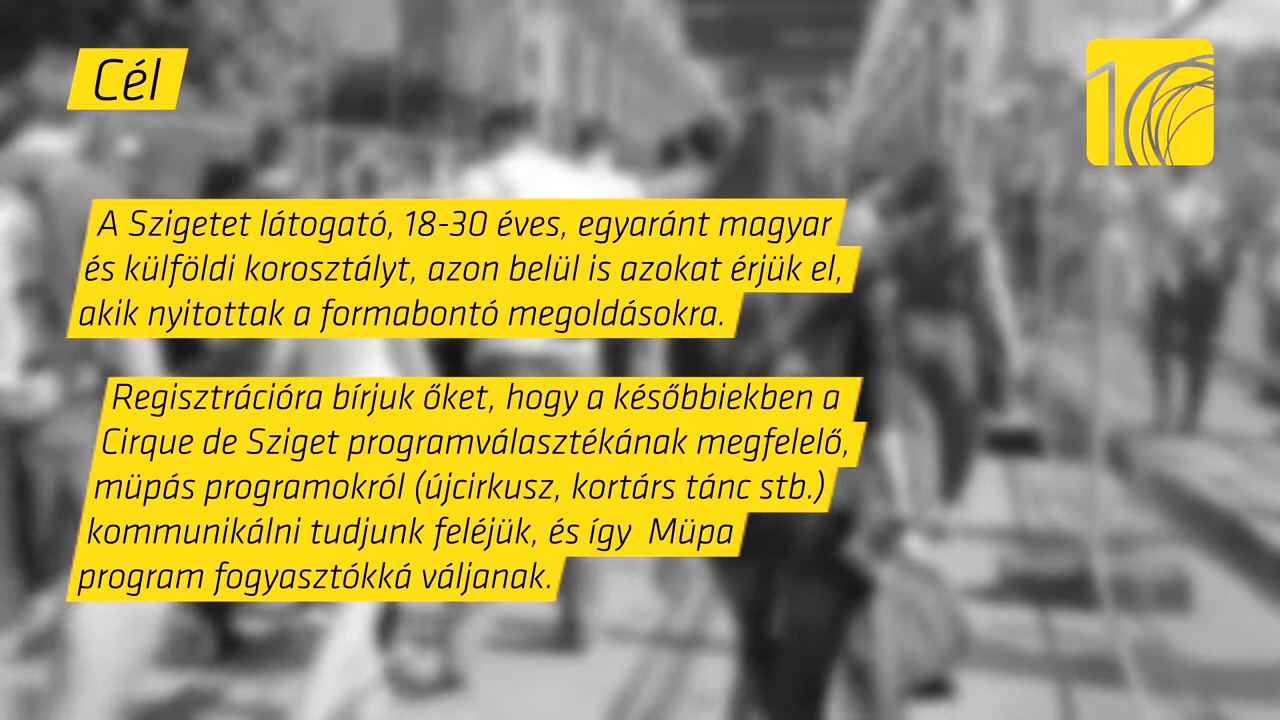 Cél
10
A Szigetet látogató, 18-30 éves, egyaránt magyar
és külföldi korosztályt, azon belül is azokat érjük el,
akik nyitottak a formabontó megoldásokra.
Regisztrációra bírjuk őket, hogy a későbbiekben a
Cirque de Sziget programválasztékának megfelelő,
müpás programokról (újcirkusz, kortárs tánc stb.)
kommunikálni tudjunk feléjük, és így  Müpa
program fogyasztókká váljanak.